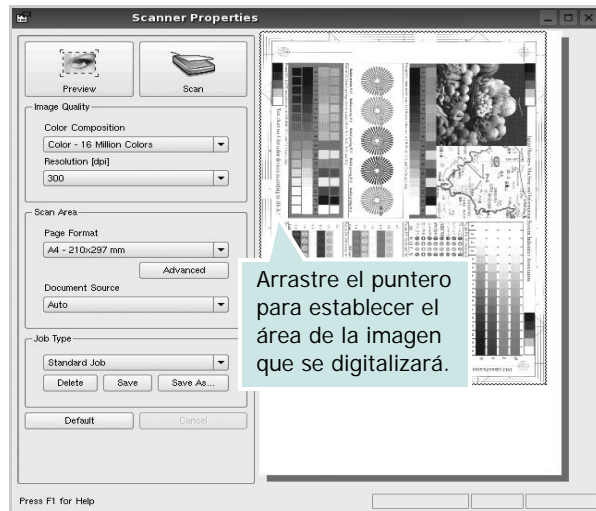 Scanner Properties
Preview
Scan
Image Quality
Color Composition
Color - 16 Million Colors
Resolution [dpi]
300
Scan Area
Page Format
A4 - 210x297 mm
Advanced
Document Source
Auto
Job Type
Standard Job
Delete Save Save As...
Default Cancel
Arrastre el puntero
para establecer el
área de la imagen
que se digitalizará.
Press F1 for Help